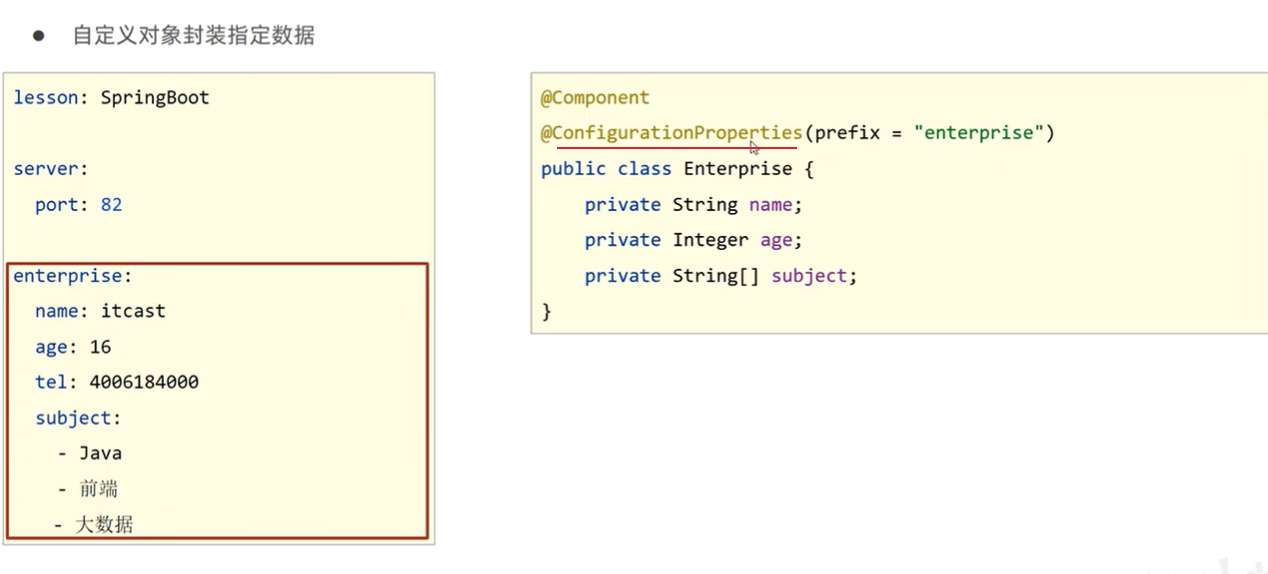 ● 自定义对象封装指定数据
lesson: SpringBoot
server:
  port: 82
enterprise:
  name: itcast
  age: 16
  tel: 4006184000
  subject:
    - Java
    - 前端
    - 大数据
@Component
@ConfigurationProperties(prefix = "enterprise")
public class Enterprise {
    private String name;
    private Integer age;
    private String[] subject;
}